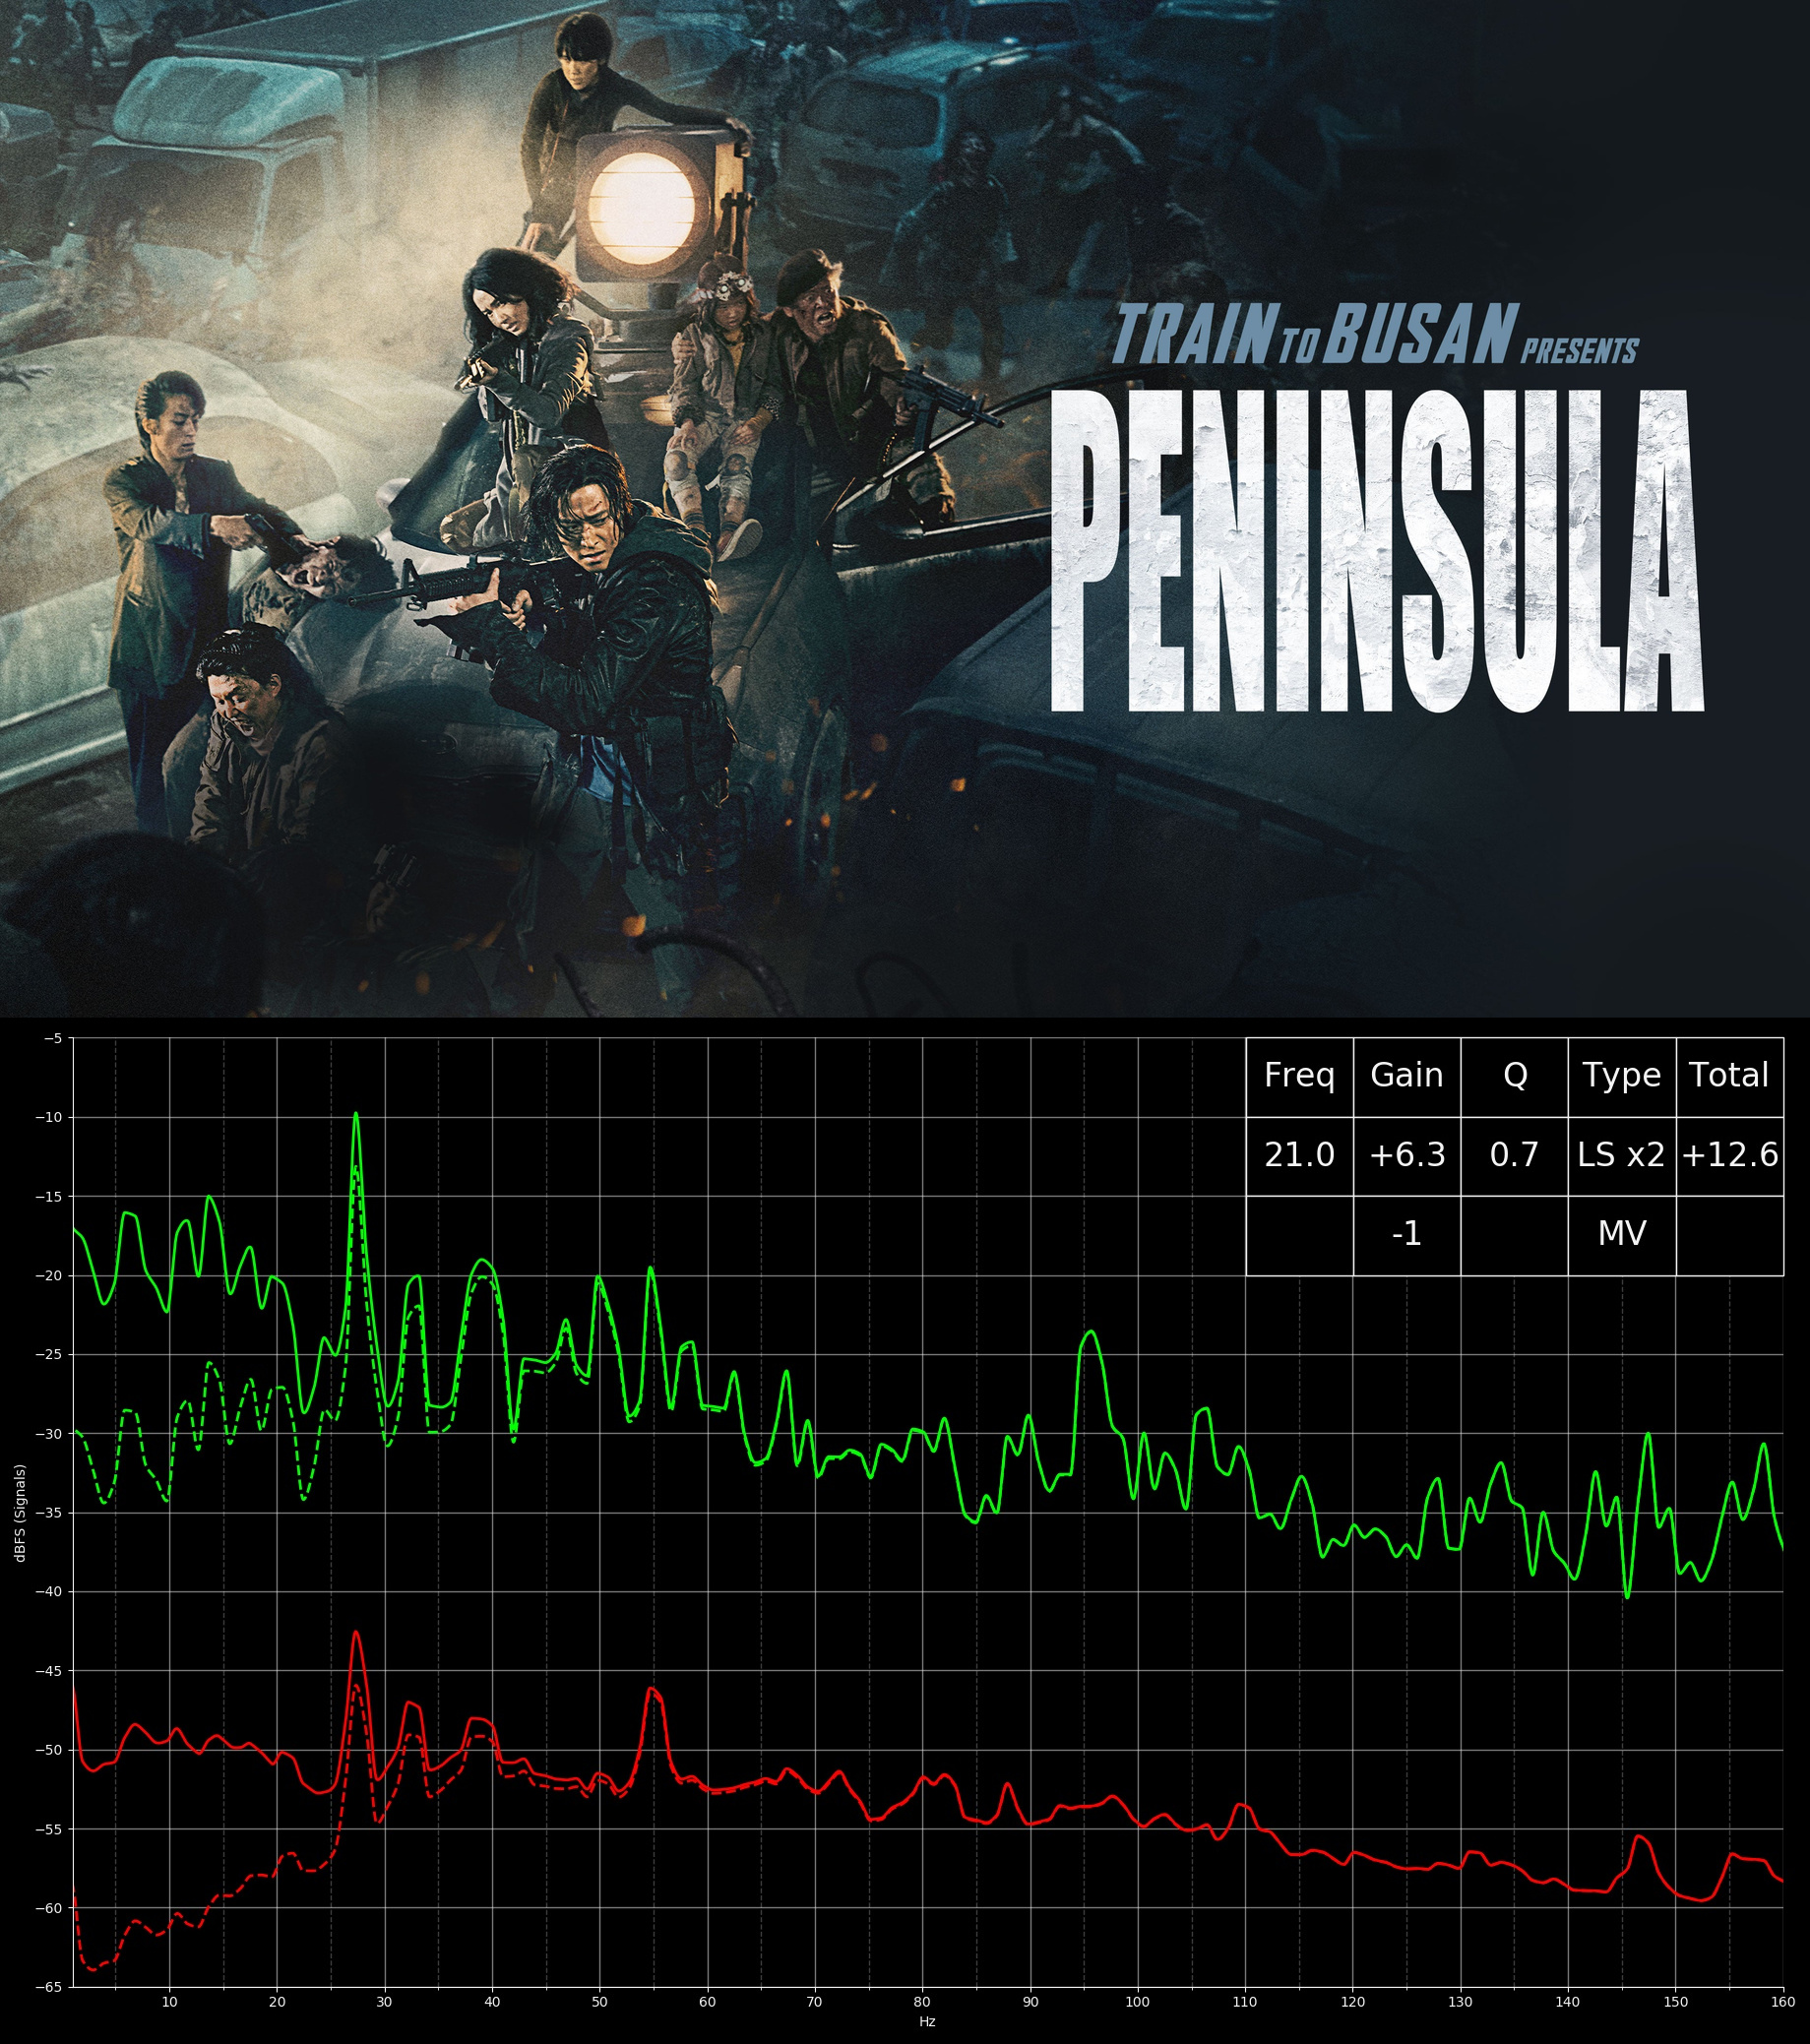 TRAIN TO BUSAN PRESENTS
PENINSULA
Freq Gain Q Type Total
21.0 +6.3 0.7 LS x2 +12.6
-1 MV
−5
−10
−15
−20
−25
−30
−35
−40
−45
−50
−55
−60
−65
dBFS (Signals)
10 20 30 40 50 60 70 80 90 100 110 120 130 140 150 160
Hz